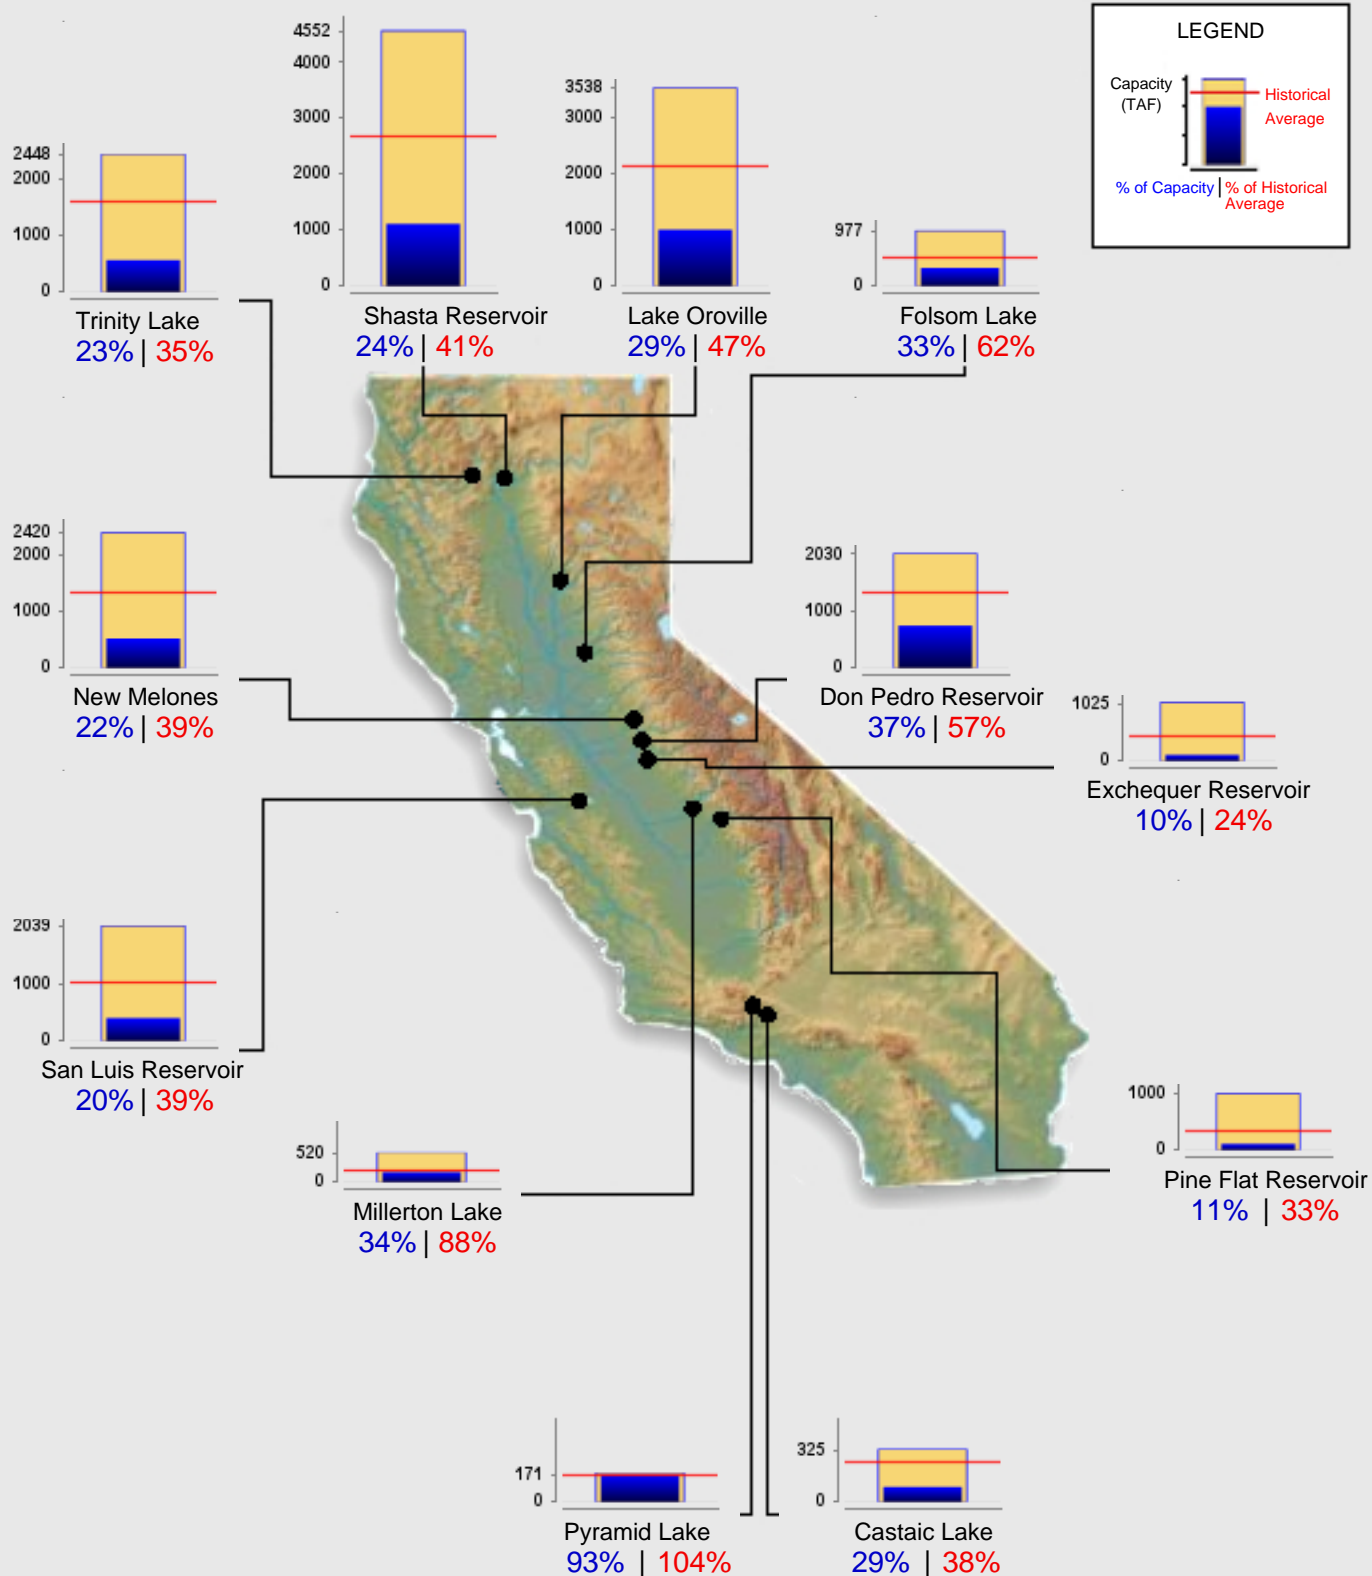 LEGEND
Capacity
(TAF)
Historical
Average
% of Capacity | % of Historical
Average
4552
4000
3000
2000
1000
0
Shasta Reservoir
24% | 41%
3538
3000
2000
1000
0
Lake Oroville
29% | 47%
2448
2000
1000
0
Trinity Lake
23% | 35%
977
0
Folsom Lake
33% | 62%
2420
2000
1000
0
New Melones
22% | 39%
2030
1000
0
Don Pedro Reservoir
37% | 57%
1025
0
Exchequer Reservoir
10% | 24%
2039
1000
0
San Luis Reservoir
20% | 39%
520
0
Millerton Lake
34% | 88%
1000
0
Pine Flat Reservoir
11% | 33%
171
0
Pyramid Lake
93% | 104%
325
0
Castaic Lake
29% | 38%